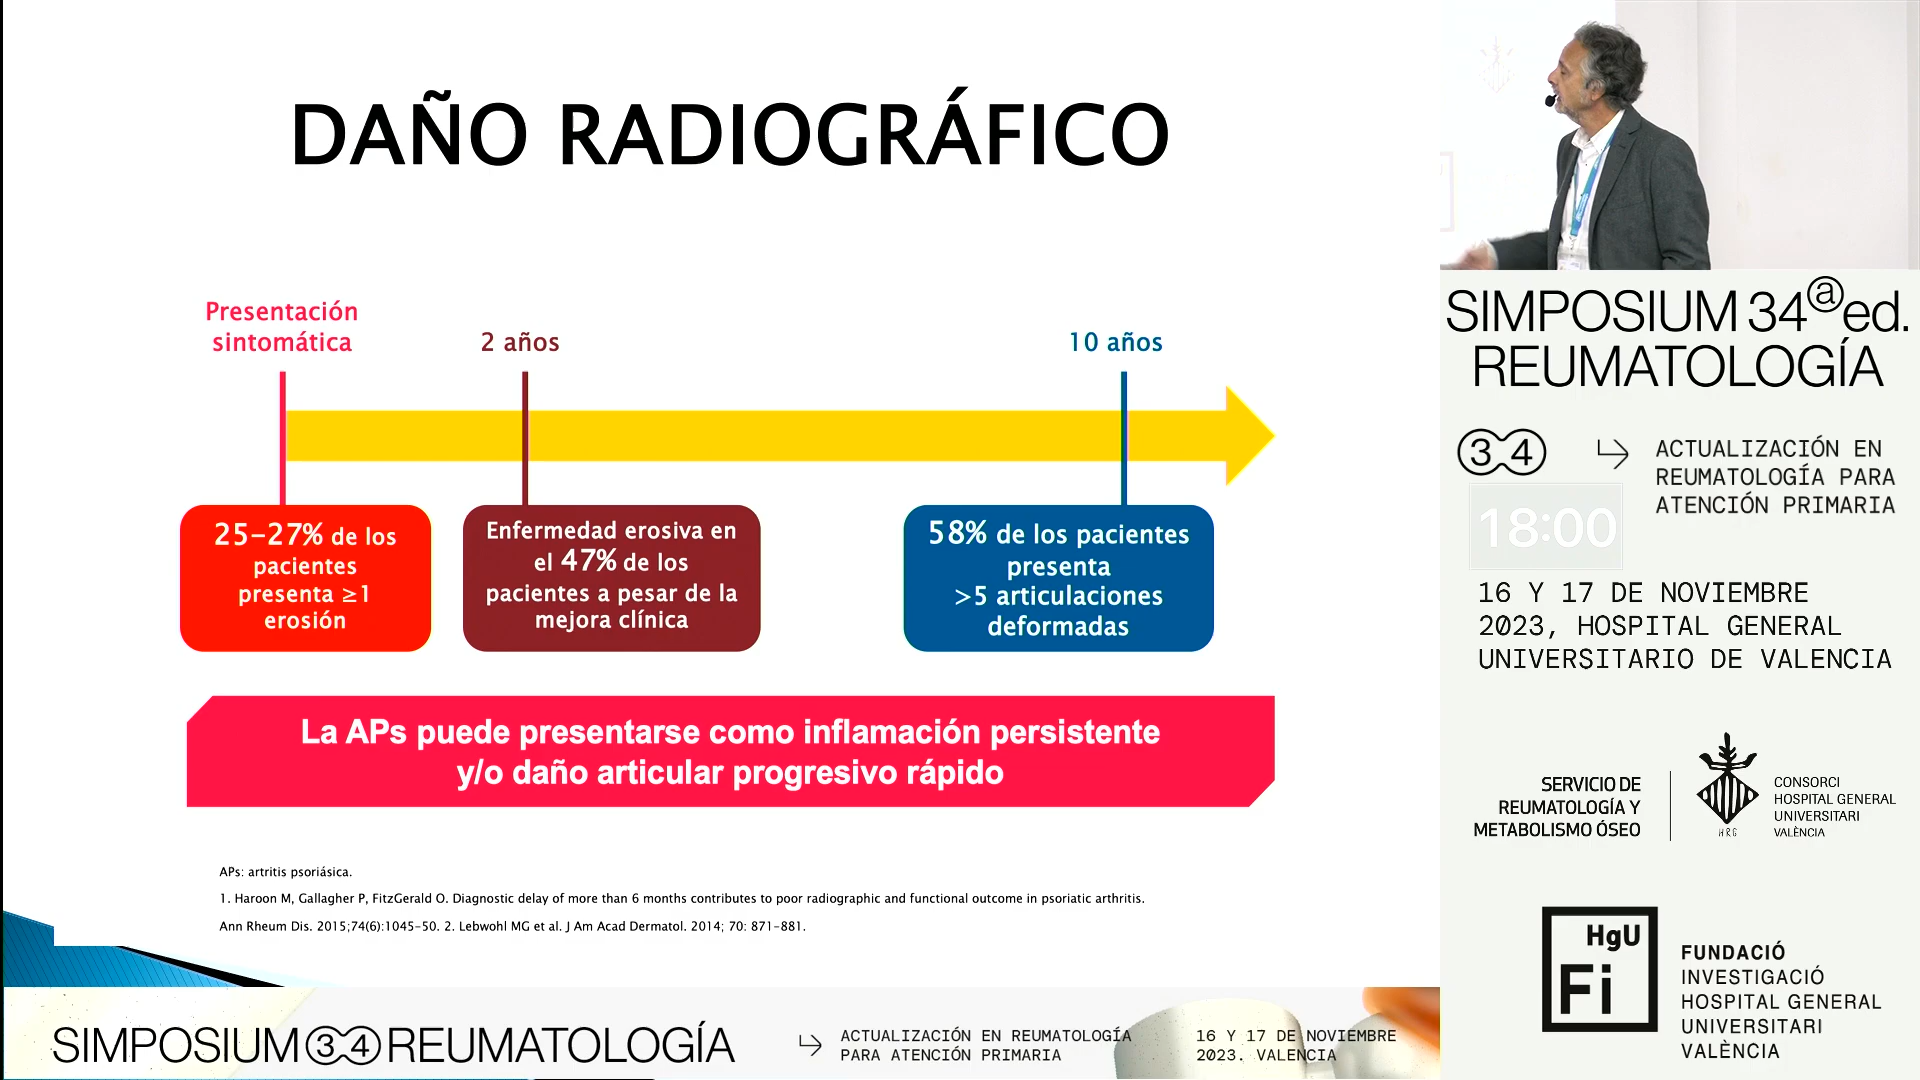 DAÑO RADIOGRÁFICO
Presentación
sintomática
2 años
10 años
25-27% de los
pacientes
presenta ≥1
erosión
Enfermedad erosiva en
el 47% de los
pacientes a pesar de la
mejora clínica
58% de los pacientes
presenta
>5 articulaciones
deformadas
La APs puede presentarse como inflamación persistente
y/o daño articular progresivo rápido
APs: artritis psoriásica.
1. Haroon M, Gallagher P, FitzGerald O. Diagnostic delay of more than 6 months contributes to poor radiographic and functional outcome in psoriatic arthritis.
Ann Rheum Dis. 2015;74(6):1045-50. 2. Lebwohl MG et al. J Am Acad Dermatol. 2014; 70: 871-881.
SIMPOSIUM 34 REUMATOLOGÍA
ACTUALIZACIÓN EN REUMATOLOGÍA
PARA ATENCIÓN PRIMARIA
16 Y 17 DE NOVIEMBRE
2023. VALENCIA
SIMPOSIUM 34ªed.
REUMATOLOGÍA
34
ACTUALIZACIÓN EN
REUMATOLOGÍA PARA
ATENCIÓN PRIMARIA
18:00
16 Y 17 DE NOVIEMBRE
2023, HOSPITAL GENERAL
UNIVERSITARIO DE VALENCIA
SERVICIO DE
REUMATOLOGÍA Y
METABOLISMO ÓSEO
HRG
CONSORCI
HOSPITAL GENERAL
UNIVERSITARI
VALÈNCIA
HgU
Fi
FUNDACIÓ
INVESTIGACIÓ
HOSPITAL GENERAL
UNIVERSITARI
VALÈNCIA